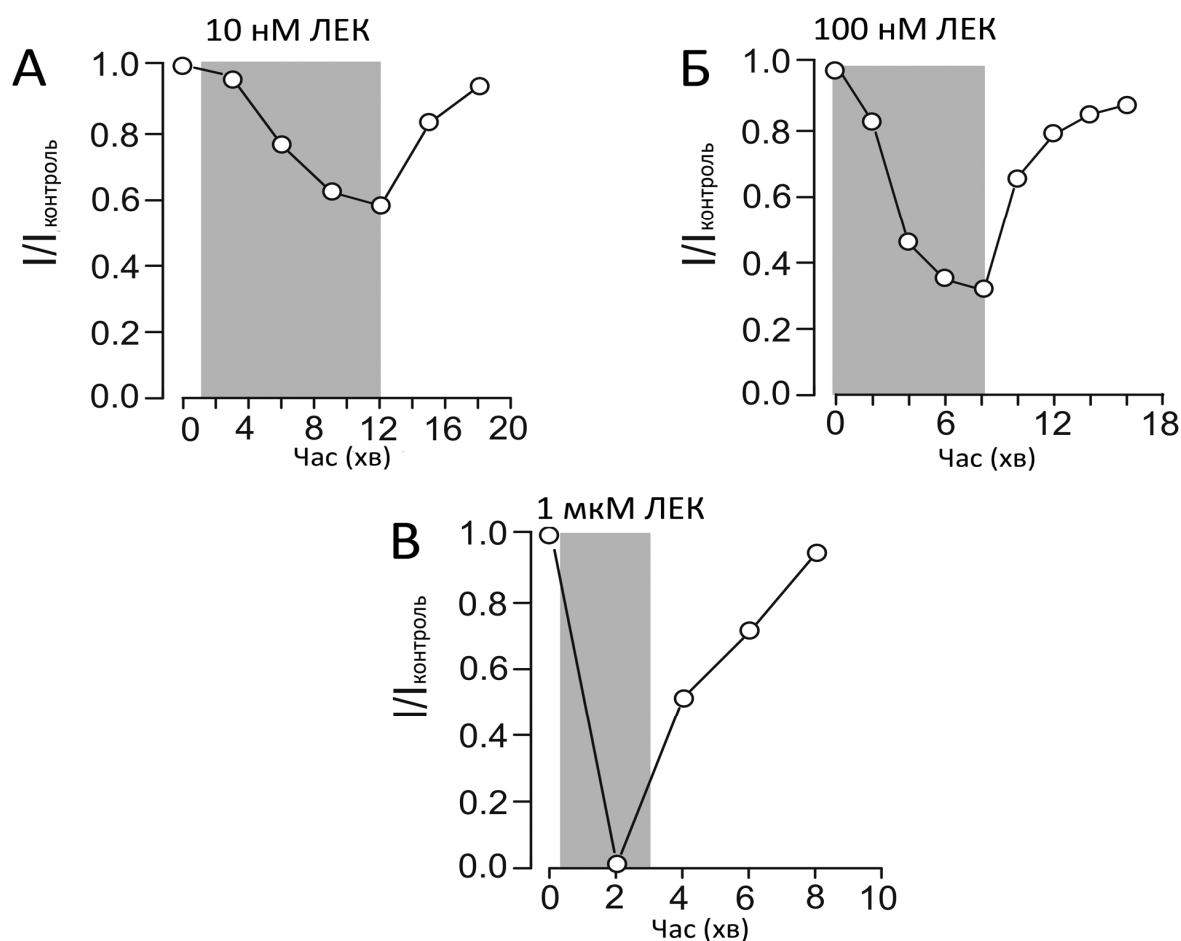 10 нМ ЛЕК
А
1.0
0.8
0.6
0.4
0.2
0.0
I/Iконтроль
0 4 8 12 16 20
Час (хв)
100 нМ ЛЕК
Б
1.0
0.8
0.6
0.4
0.2
0.0
I/Iконтроль
0 6 12 18
Час (хв)
1 мкМ ЛЕК
В
1.0
0.8
0.6
0.4
0.2
0.0
I/Iконтроль
0 2 4 6 8 10
Час (хв)